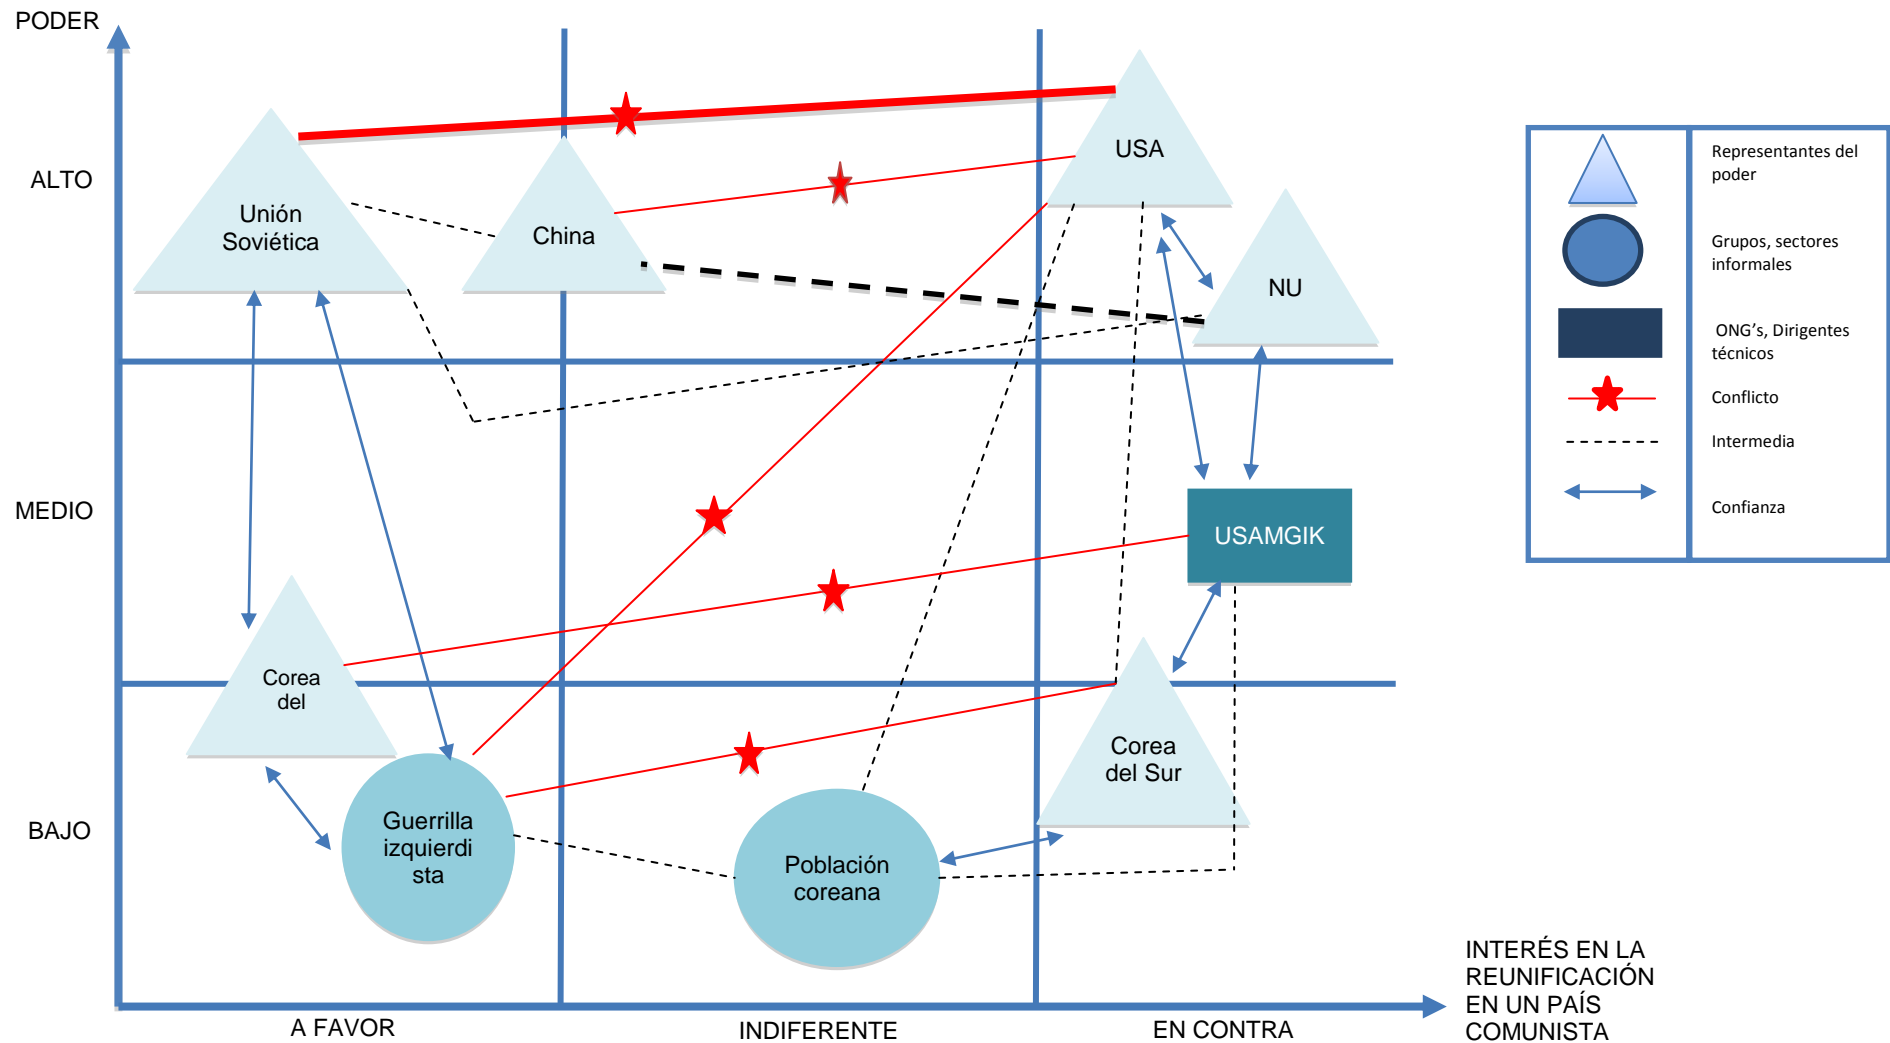 PODER
ALTO
MEDIO
BAJO
Unión
Soviética
China
USA
NU
USAMGIK
Corea
del
Guerrilla
izquierdi
sta
Población
coreana
Corea
del Sur
A FAVOR
INDIFERENTE
EN CONTRA
INTERÉS EN LA
REUNIFICACIÓN
EN UN PAÍS
COMUNISTA
Representantes del
poder
Grupos, sectores
informales
ONG’s, Dirigentes
técnicos
Conflicto
Intermedia
Confianza